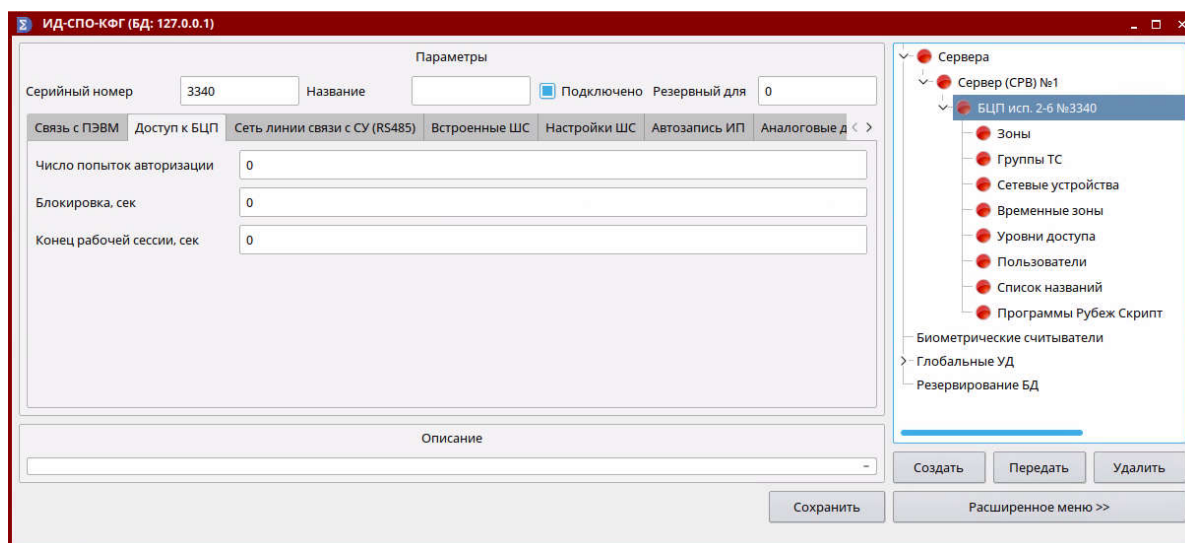 ИД-СПО-КФГ (БД: 127.0.0.1)
Параметры
Серийный номер 3340 Название Подключено Резервный для 0
Связь с ПЭВМ Доступ к БЦП Сеть линии связи с СУ (RS485) Встроенные ШС Настройки ШС Автозапись ИП Аналоговые д
Число попыток авторизации 0
Блокировка, сек 0
Конец рабочей сессии, сек 0
Описание
–
Сохранить
Сервера
Сервер (СРВ) №1
БЦП исп. 2-6 №3340
Зоны
Группы ТС
Сетевые устройства
Временные зоны
Уровни доступа
Пользователи
Список названий
Программы Рубеж Скрипт
Биометрические считыватели
Глобальные УД
Резервирование БД
Создать Передать Удалить
Расширенное меню >>